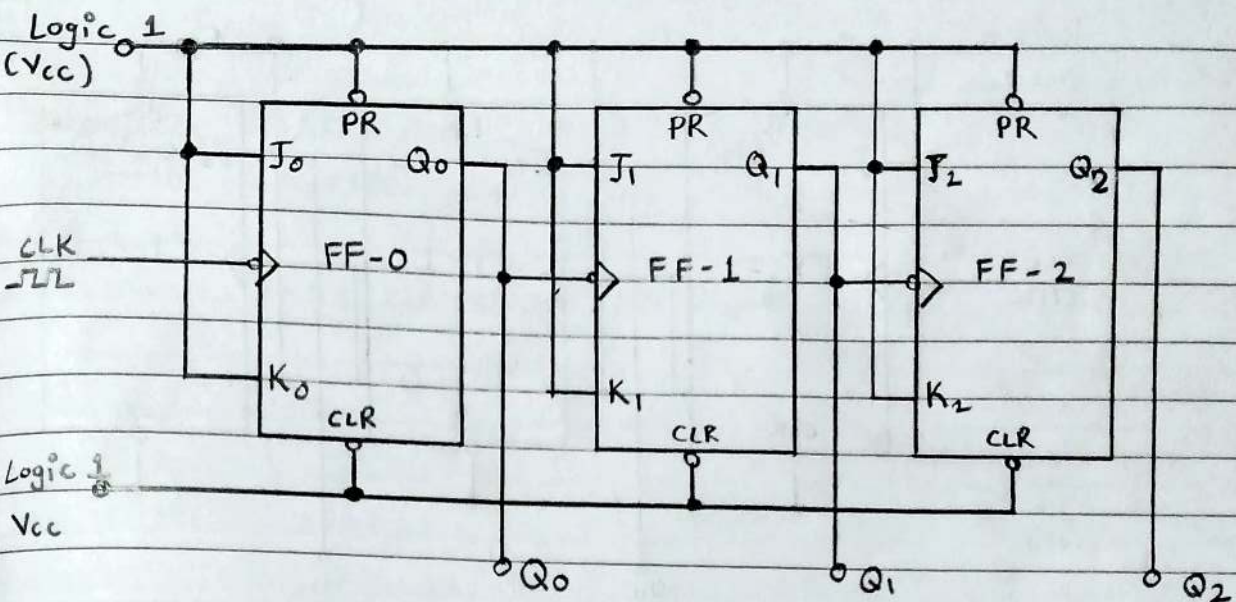 Logic 1
(Vcc)
PR PR PR
J0 Q0 J1 Q1 J2 Q2
CLK FF-0 FF-1 FF-2
K0 K1 K2
CLR CLR CLR
Logic 1
Vcc
Q0 Q1 Q2